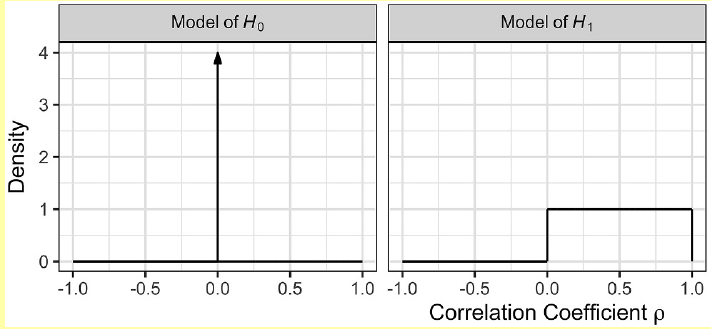 Model of H₀ Model of H₁
4
3
2
1
0
Density
-1.0 -0.5 0.0 0.5 1.0 -1.0 -0.5 0.0 0.5 1.0
Correlation Coefficient ρ